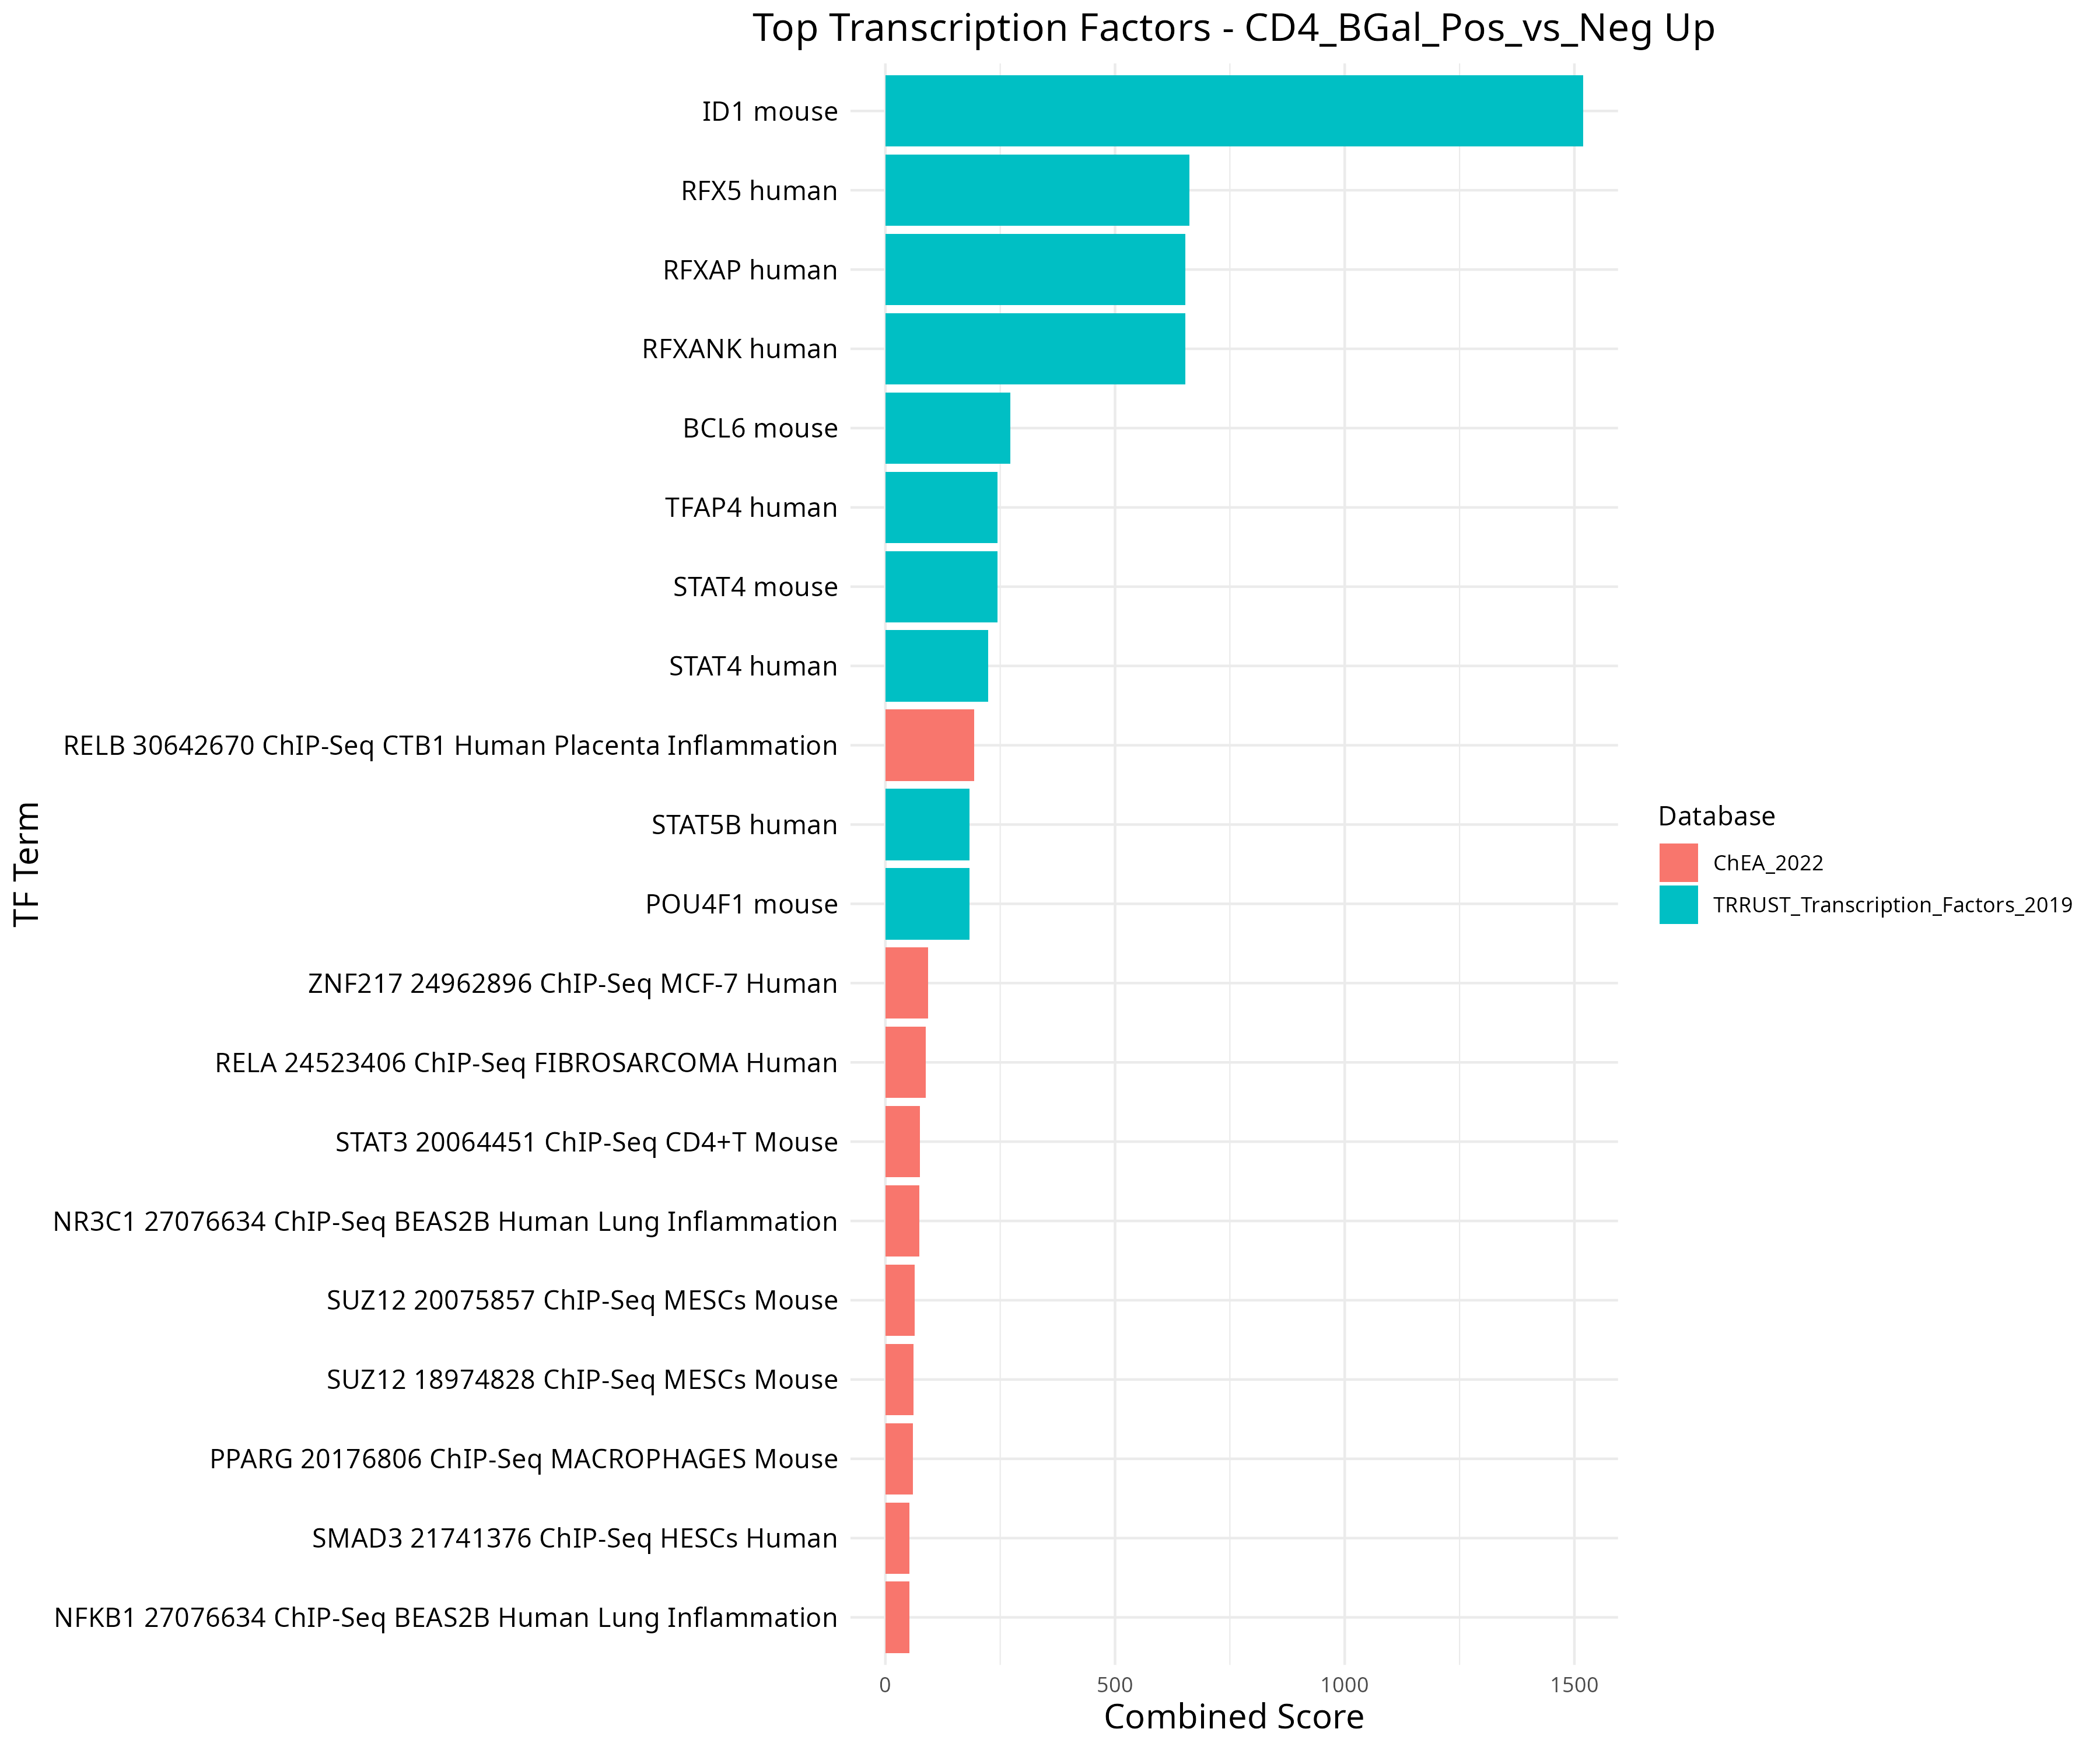 Top Transcription Factors - CD4_BGal_Pos_vs_Neg Up
ID1 mouse
RFX5 human
RFXAP human
RFXANK human
BCL6 mouse
TFAP4 human
STAT4 mouse
STAT4 human
RELB 30642670 ChIP-Seq CTB1 Human Placenta Inflammation
STAT5B human
POU4F1 mouse
ZNF217 24962896 ChIP-Seq MCF-7 Human
RELA 24523406 ChIP-Seq FIBROSARCOMA Human
STAT3 20064451 ChIP-Seq CD4+T Mouse
NR3C1 27076634 ChIP-Seq BEAS2B Human Lung Inflammation
SUZ12 20075857 ChIP-Seq MESCs Mouse
SUZ12 18974828 ChIP-Seq MESCs Mouse
PPARG 20176806 ChIP-Seq MACROPHAGES Mouse
SMAD3 21741376 ChIP-Seq HESCs Human
NFKB1 27076634 ChIP-Seq BEAS2B Human Lung Inflammation
TF Term
0 500 1000 1500
Combined Score
Database
ChEA_2022
TRRUST_Transcription_Factors_2019